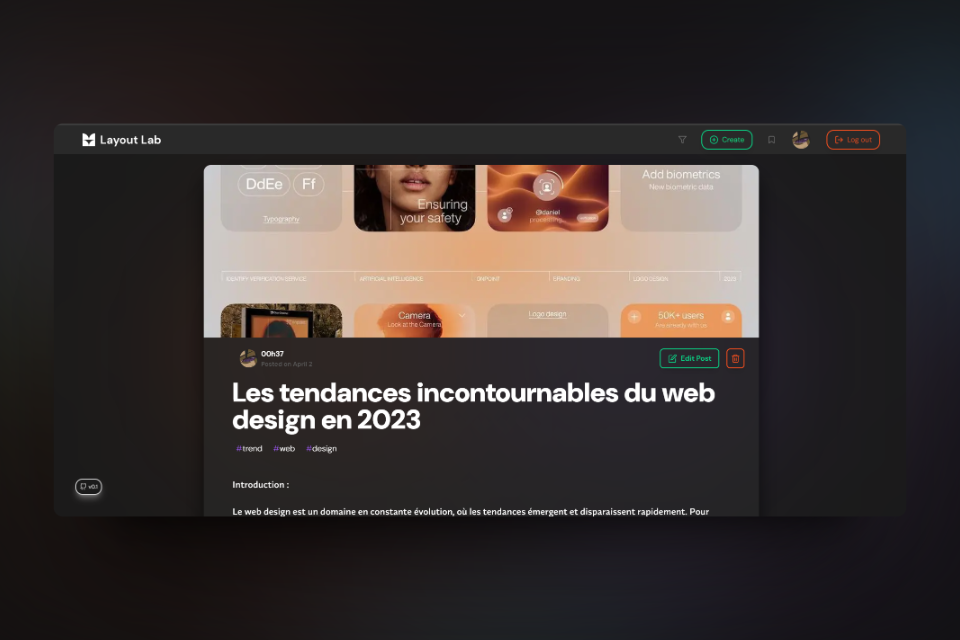 Layout Lab
Create
Log out
DdEe
Ff
Typography
Ensuring
your safety
@daniel
Add biometrics
New biometric data
IDENTITY VERIFICATION SERVICE
ARTIFICIAL INTELLIGENCE
ONPOINT
BRANDING
LOGO DESIGN
2023
Camera
Look at the Camera
Logo design
50K+ users
Are already with us
00h37
Posted on April 2
Edit Post
Les tendances incontournables du web
design en 2023
#trend #web #design
Introduction :
Le web design est un domaine en constante évolution, où les tendances émergent et disparaissent rapidement. Pour
v0.1